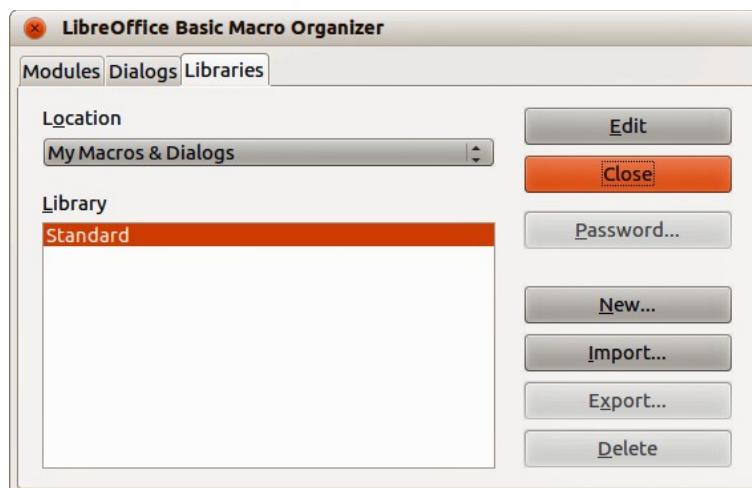 LibreOffice Basic Macro Organizer
Modules Dialogs Libraries
Location
My Macros & Dialogs
Library
Standard
Edit
Close
Password...
New...
Import...
Export...
Delete